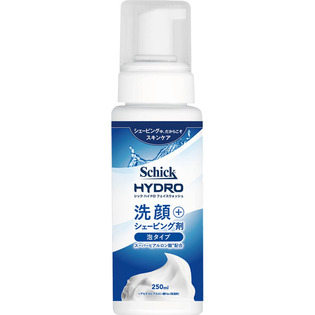 シェービング中、だからこそ
スキンケア
Schick
HYDRO
シック ハイドロ フェイスウォッシュ
洗顔+
シェービング剤
泡タイプ
スーパーヒアルロン酸*配合
250ml